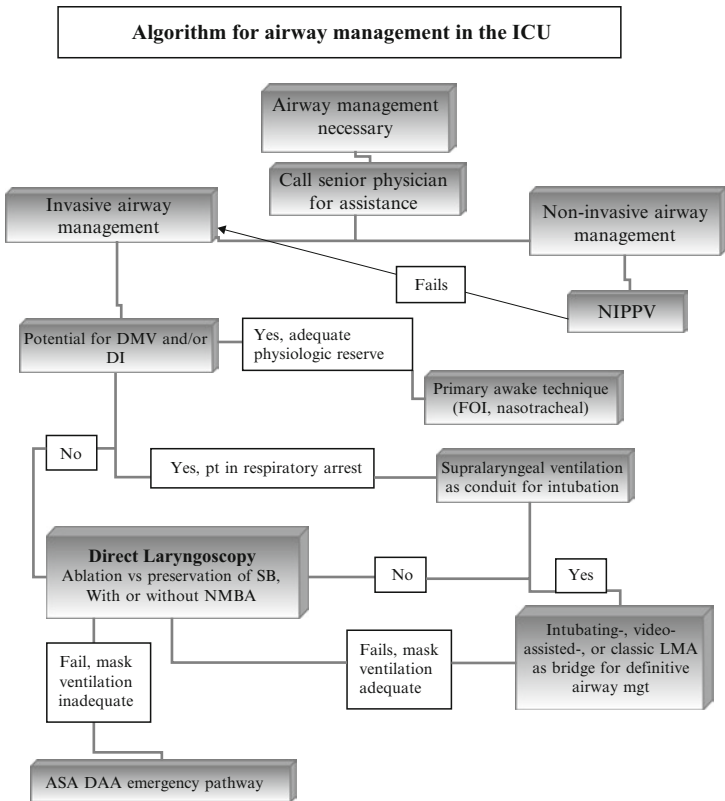 Algorithm for airway management in the ICU
Airway management
necessary
Call senior physician
for assistance
Invasive airway
management
Non-invasive airway
management
Fails
NIPPV
Potential for DMV and/or
DI
Yes, adequate
physiologic reserve
Primary awake technique
(FOI, nasotracheal)
No
Yes, pt in respiratory arrest
Supralaryngeal ventilation
as conduit for intubation
Direct Laryngoscopy
Ablation vs preservation of SB,
With or without NMBA
No
Yes
Fail, mask
ventilation
inadequate
Fails, mask
ventilation
adequate
Intubating-, video-
assisted-, or classic LMA
as bridge for definitive
airway mgt
ASA DAA emergency pathway